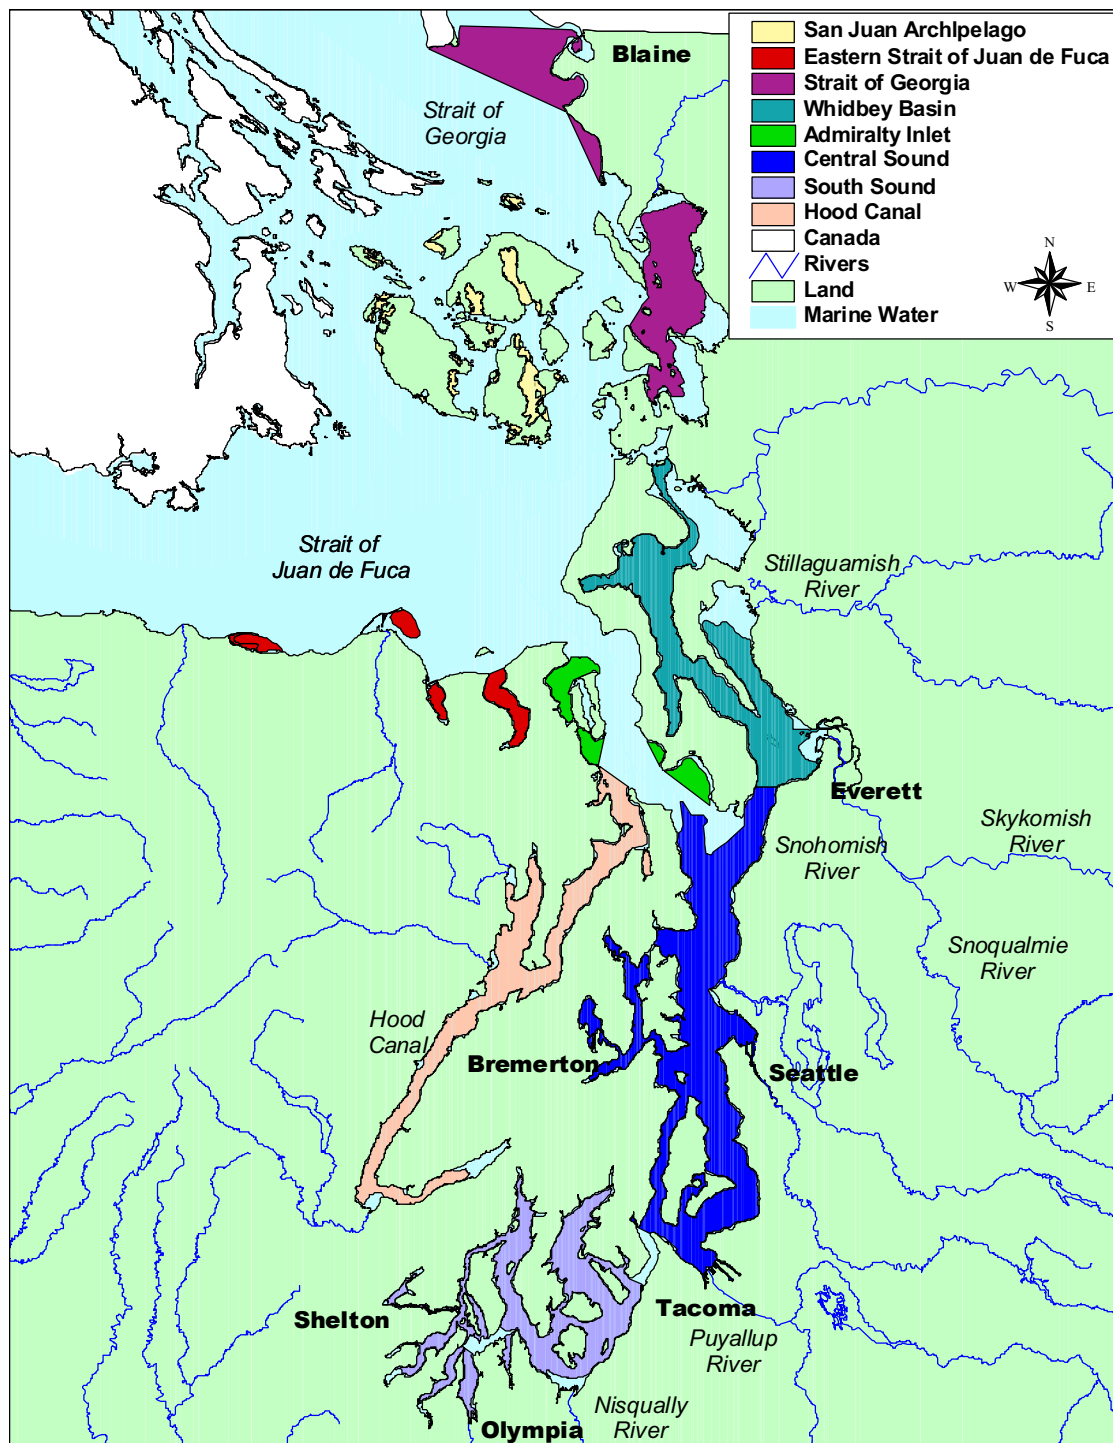 San Juan ArchIpelago
Eastern Strait of Juan de Fuca
Strait of Georgia
Whidbey Basin
Admiralty Inlet
Central Sound
South Sound
Hood Canal
Canada
Rivers
Land
Marine Water
N
W
E
S
Blaine
Strait of
Georgia
Strait of
Juan de Fuca
Stillaguamish
River
Everett
Skykomish
River
Snohomish
River
Snoqualmie
River
Hood
Canal
Bremerton
Seattle
Shelton
Tacoma
Puyallup
River
Nisqually
River
Olympia